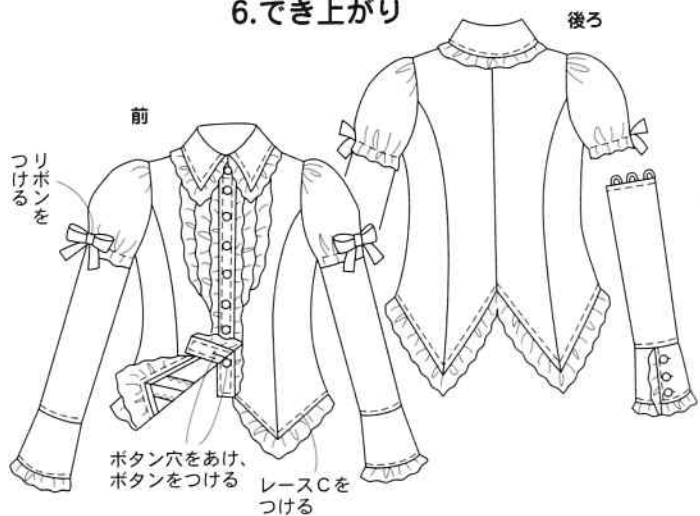 6.でき上がり
後ろ
前
リボンを
つける
ボタン穴をあけ、
ボタンをつける
レースCを
つける